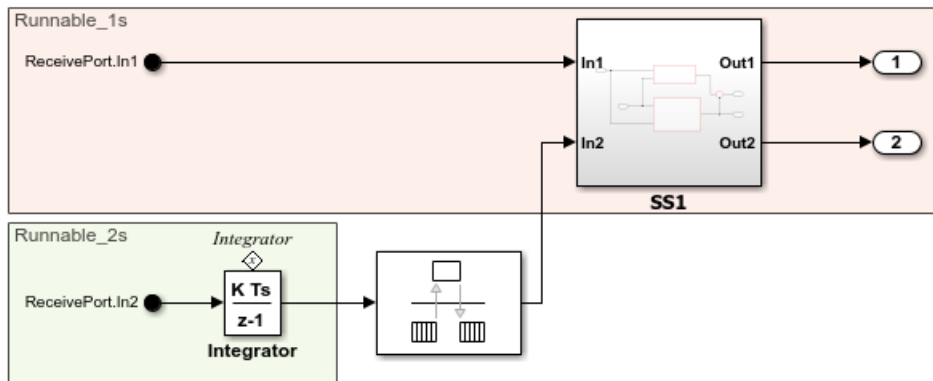 Runnable_1s
ReceivePort.In1
In1
Out1
1
In2
Out2
2
SS1
Runnable_2s
Integrator
x
ReceivePort.In2
K Ts
z-1
Integrator